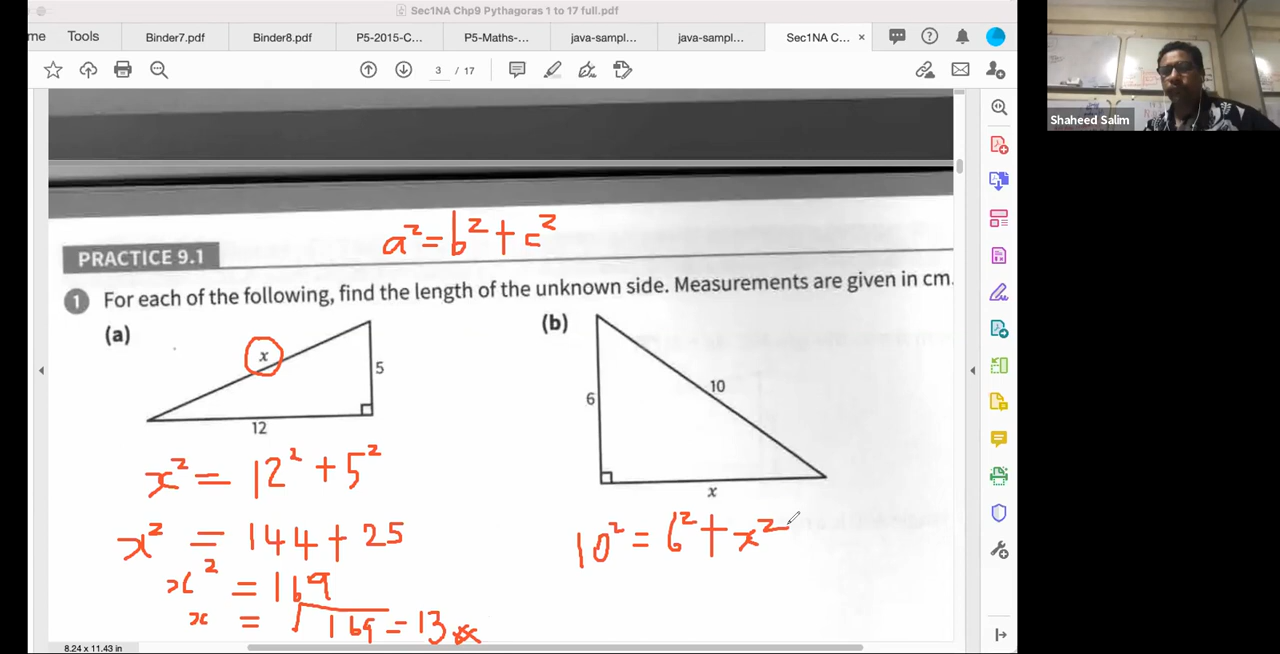 Sec1NA Chp9 Pythagoras 1 to 17 full.pdf
me Tools Binder7.pdf Binder8.pdf P5-2015-C... P5-Maths-... java-sampl... java-sampl... Sec1NA C... ×
3 / 17
Shaheed Salim
a² = b² + c²
PRACTICE 9.1
1 For each of the following, find the length of the unknown side. Measurements are given in cm.
(a) (b)
x
5
12
6
10
x
x² = 12² + 5²
x² = 144 + 25
x² = 169
x = √169 = 13
10² = 6² + x²
8.24 x 11.43 in